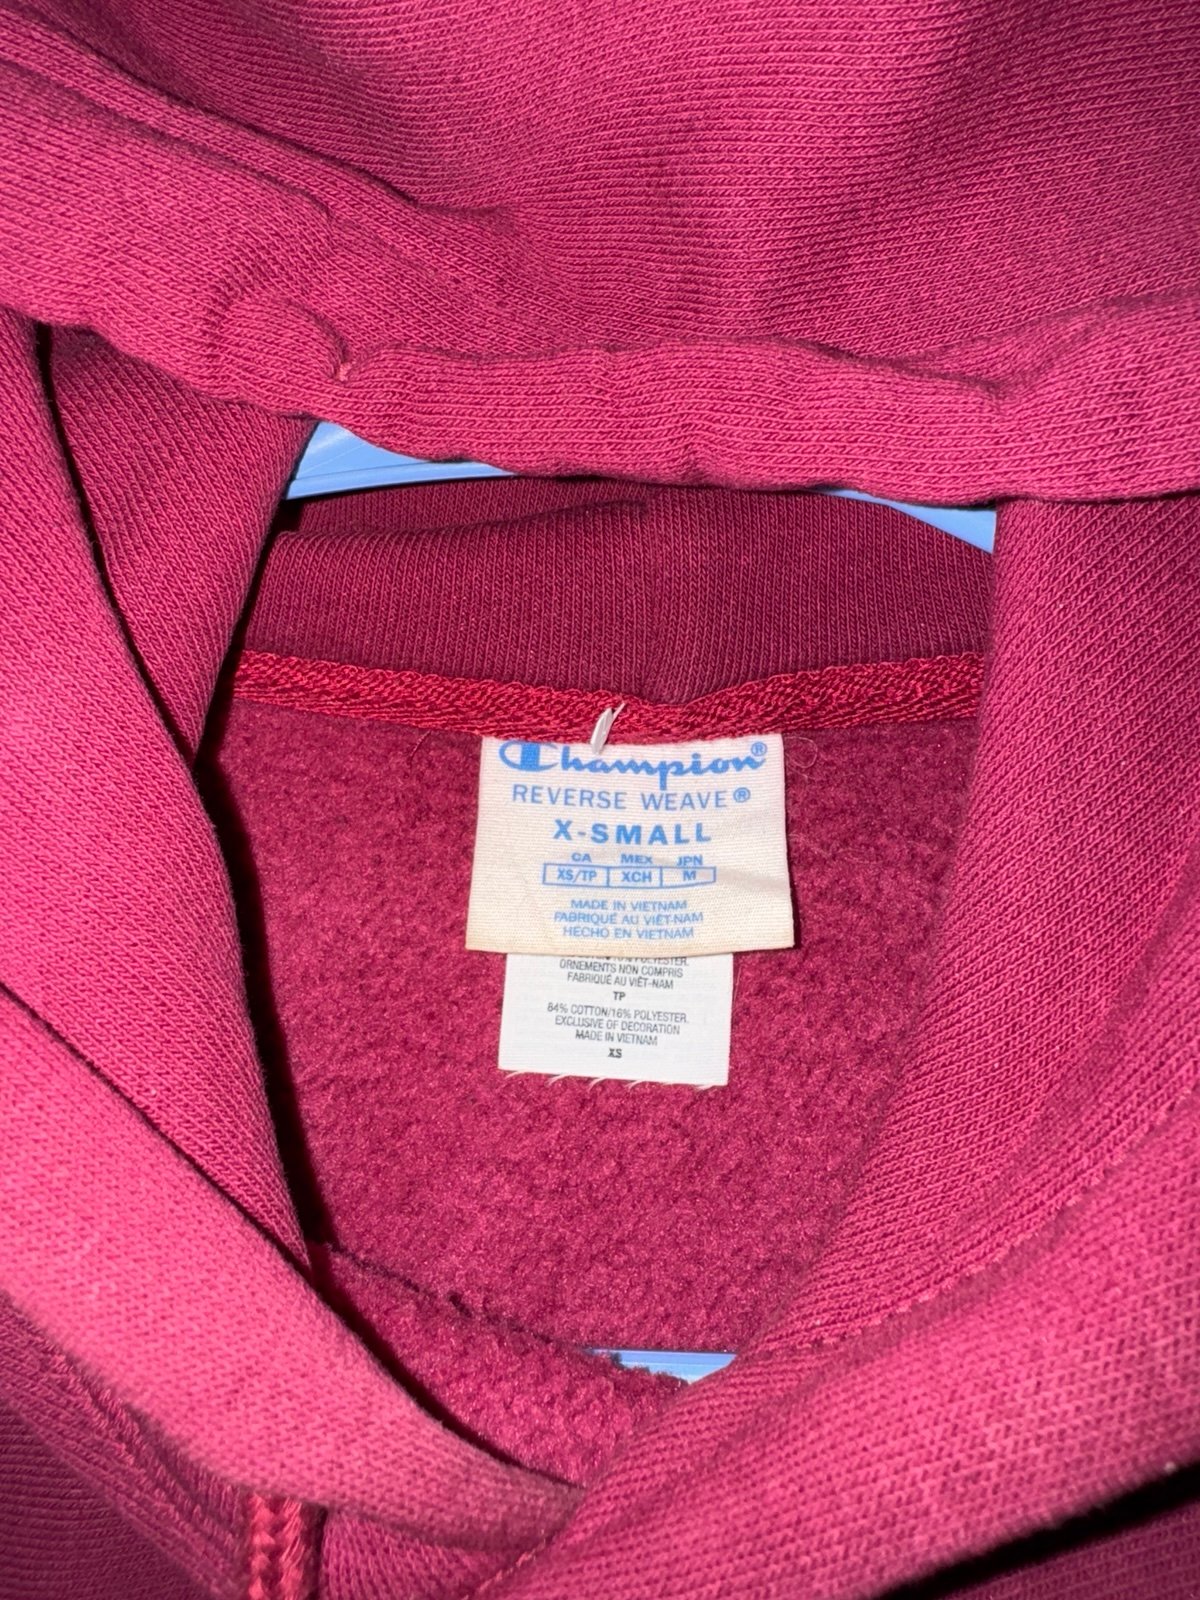 Champion®
REVERSE WEAVE®
X-SMALL
CA MEX JPN
XS/TP XCH M
MADE IN VIETNAM
FABRIQUÉ AU VIÊT-NAM
HECHO EN VIETNAM
POLYESTER,
ORNEMENTS NON COMPRIS
FABRIQUÉ AU VIÊT-NAM
TP
84% COTTON/16% POLYESTER,
EXCLUSIVE OF DECORATION
MADE IN VIETNAM
XS